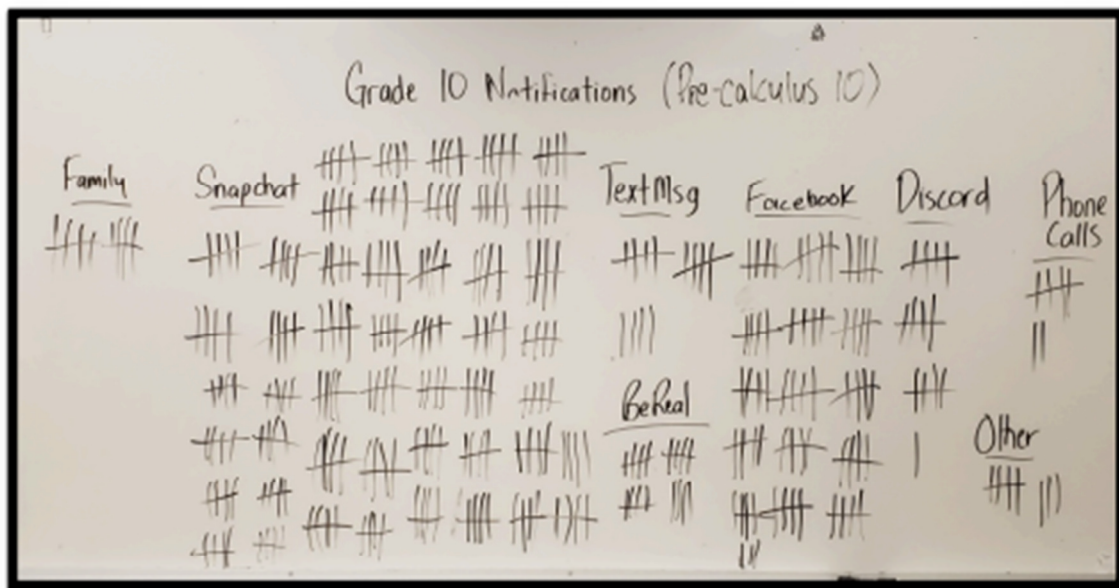 Grade 10 Notifications (Pre-calculus 10)
Family
Snapchat
Text Msg
Facebook
Discord
Phone
Calls
BeReal
Other